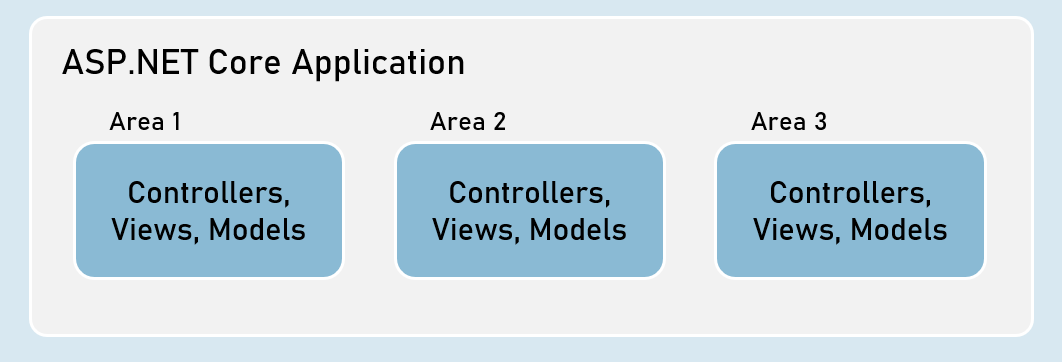 ASP.NET Core Application
Area 1
Area 2
Area 3
Controllers,
Views, Models
Controllers,
Views, Models
Controllers,
Views, Models